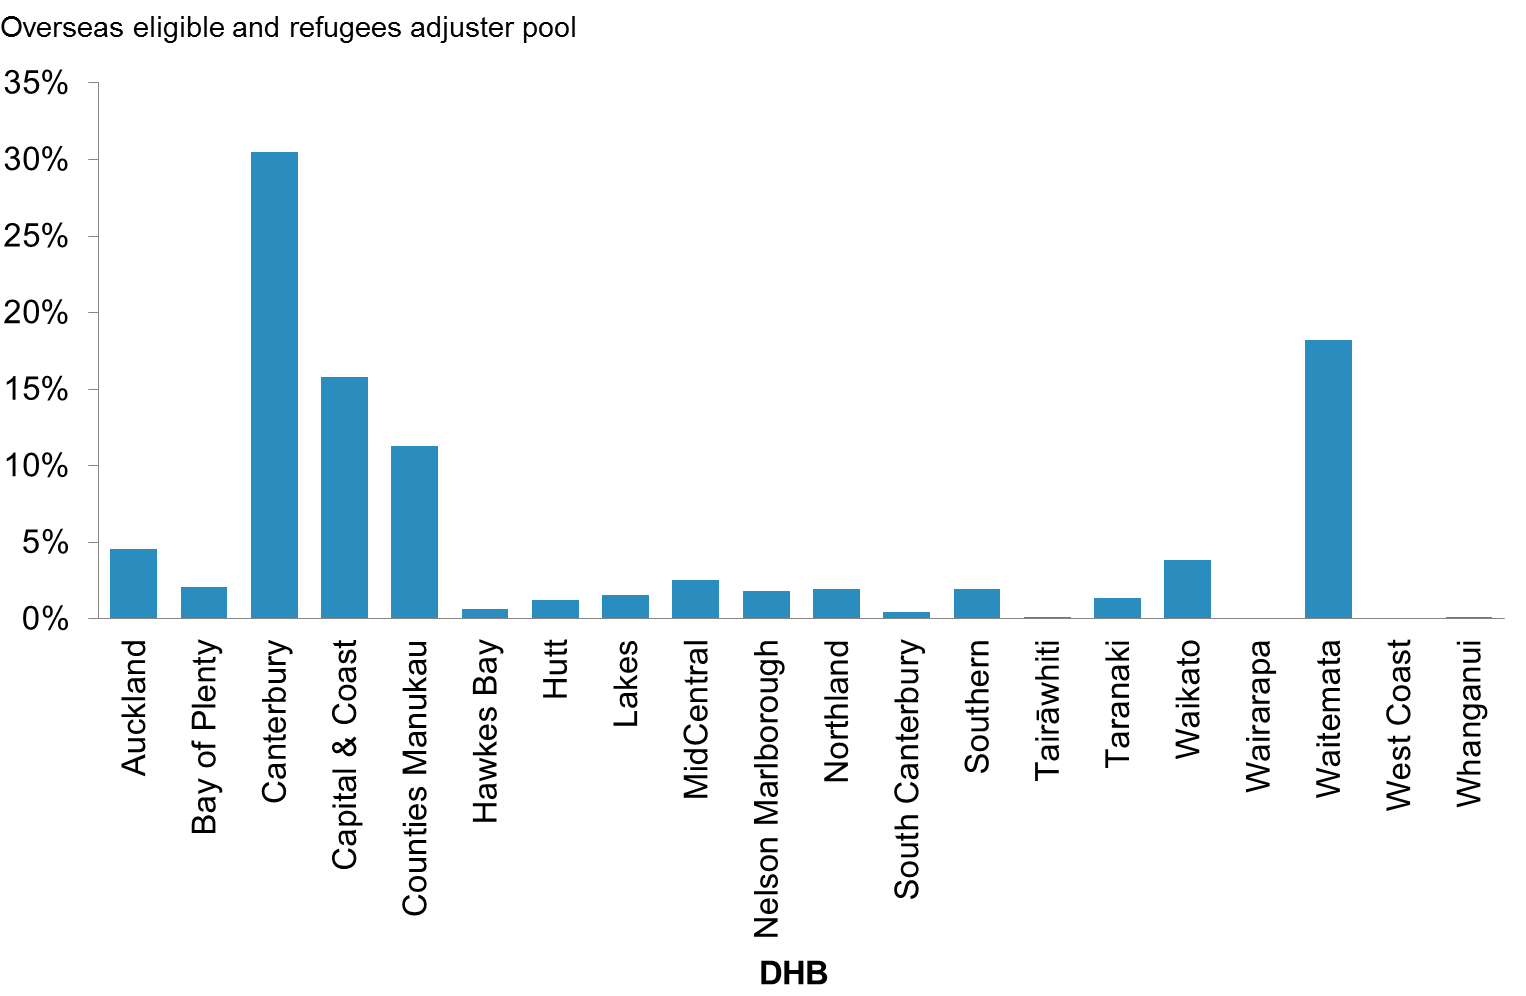 Overseas eligible and refugees adjuster pool
35%
30%
25%
20%
15%
10%
5%
0%
Auckland
Bay of Plenty
Canterbury
Capital & Coast
Counties Manukau
Hawkes Bay
Hutt
Lakes
MidCentral
Nelson Marlborough
Northland
South Canterbury
Southern
Tairāwhiti
Taranaki
Waikato
Wairarapa
Waitemata
West Coast
Whanganui
DHB